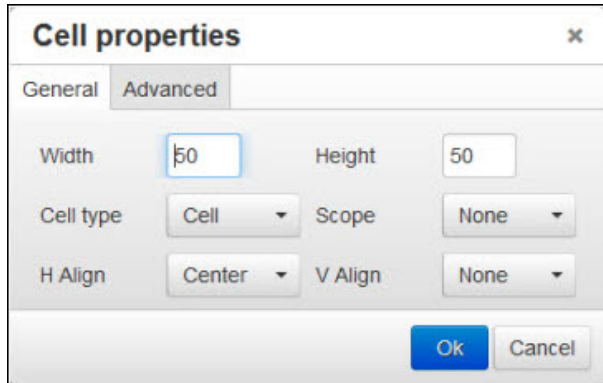 Cell properties ×
General Advanced
Width 50 Height 50
Cell type Cell Scope None
H Align Center V Align None
Ok Cancel